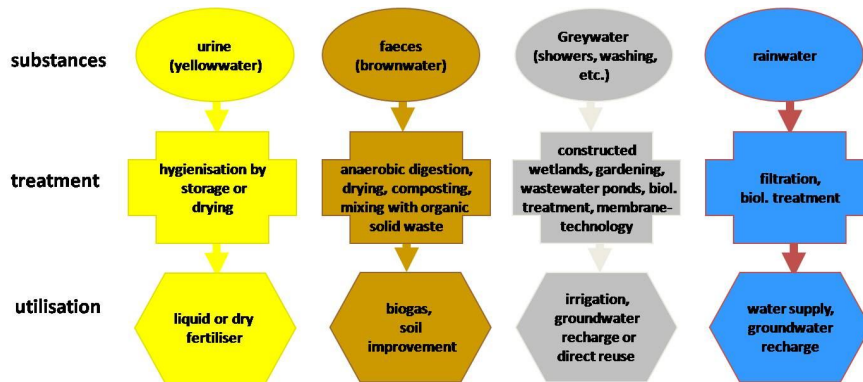 substances
urine
(yellowwater)
faeces
(brownwater)
Greywater
(showers, washing,
etc.)
rainwater
treatment
hygienisation by
storage or
drying
anaerobic digestion,
drying, composting,
mixing with organic
solid waste
constructed
wetlands, gardening,
wastewater ponds, biol.
treatment, membrane-
technology
filtration,
biol. treatment
utilisation
liquid or dry
fertiliser
biogas,
soil
improvement
irrigation,
groundwater
recharge or
direct reuse
water supply,
groundwater
recharge